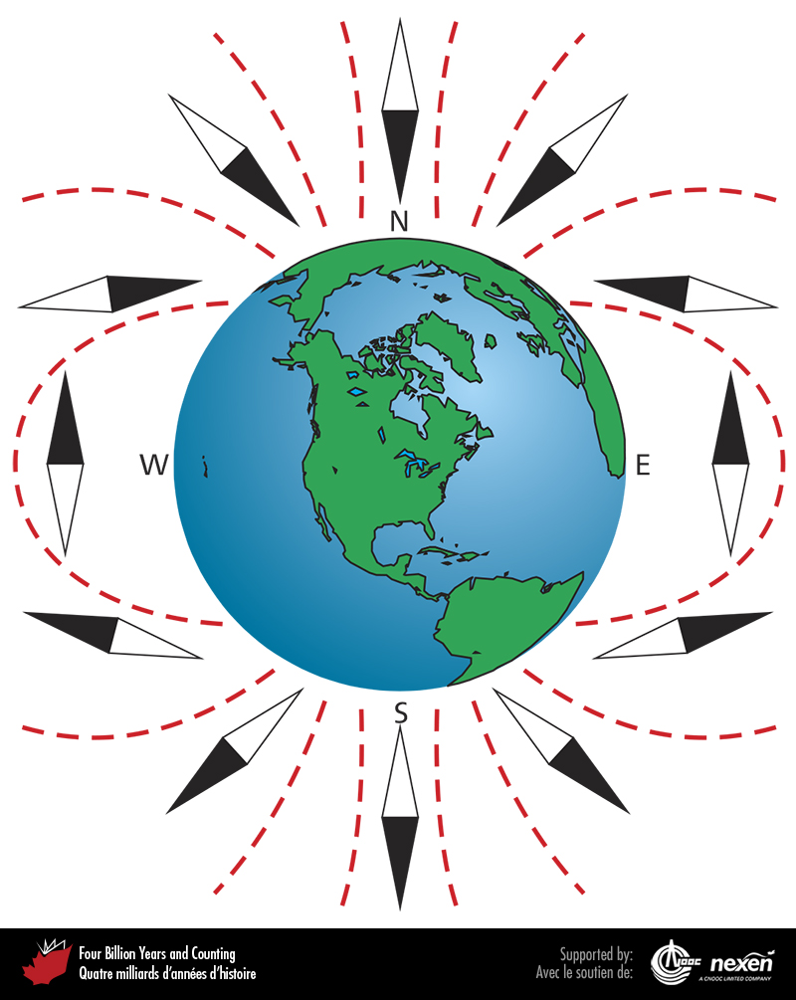 N
W
E
S
Four Billion Years and Counting
Quatre milliards d'années d'histoire
Supported by:
Avec le soutien de:
CNOOC
nexen
A CNOOC LIMITED COMPANY